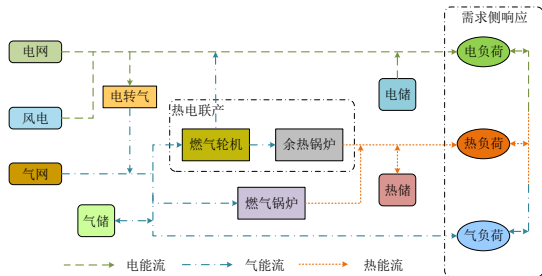 需求侧响应
电网
电负荷
电转气
电储
风电
热电联产
燃气轮机
余热锅炉
热负荷
气网
热储
燃气锅炉
气储
气负荷
电能流
气能流
热能流